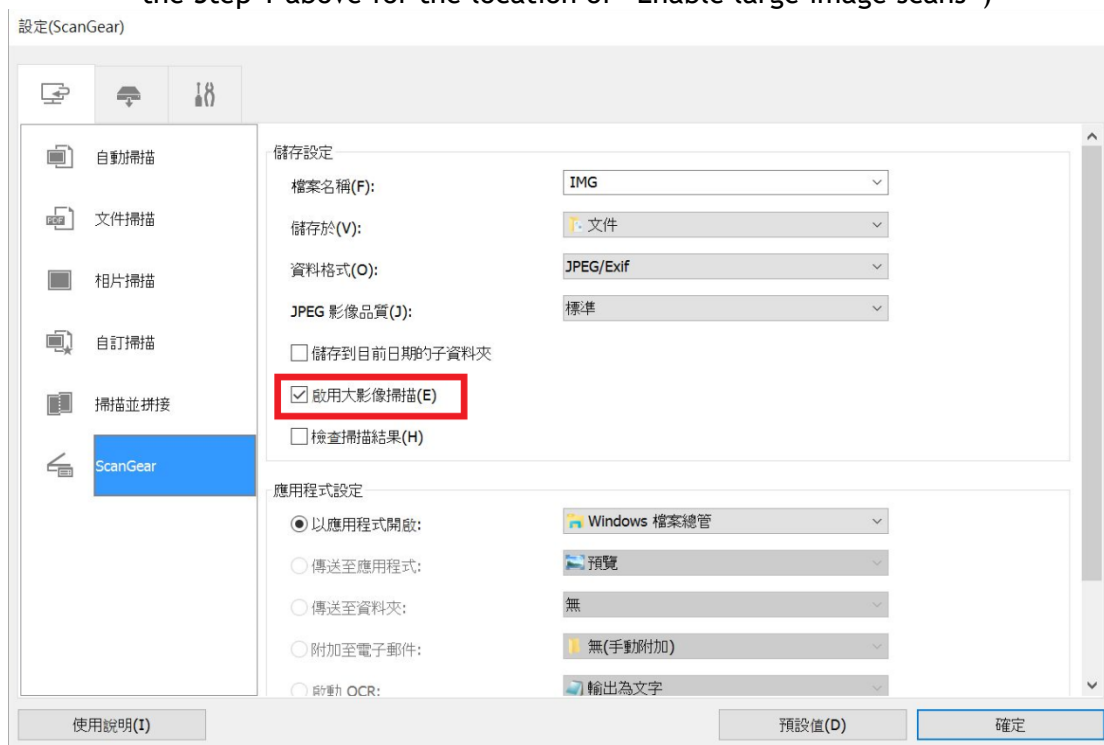 the Step 1 above for the location of "Enable large image scans")
設定(ScanGear)
自動掃描
文件掃描
相片掃描
自訂掃描
掃描並拼接
ScanGear
儲存設定
檔案名稱(F): IMG
儲存於(V): 文件
資料格式(O): JPEG/Exif
JPEG 影像品質(J): 標準
儲存到目前日期的子資料夾
啟用大影像掃描(E)
檢查掃描結果(H)
應用程式設定
以應用程式開啟: Windows 檔案總管
傳送至應用程式: 預覽
傳送至資料夾: 無
附加至電子郵件: 無(手動附加)
啟動 OCR: 輸出為文字
使用說明(I)
預設值(D)
確定